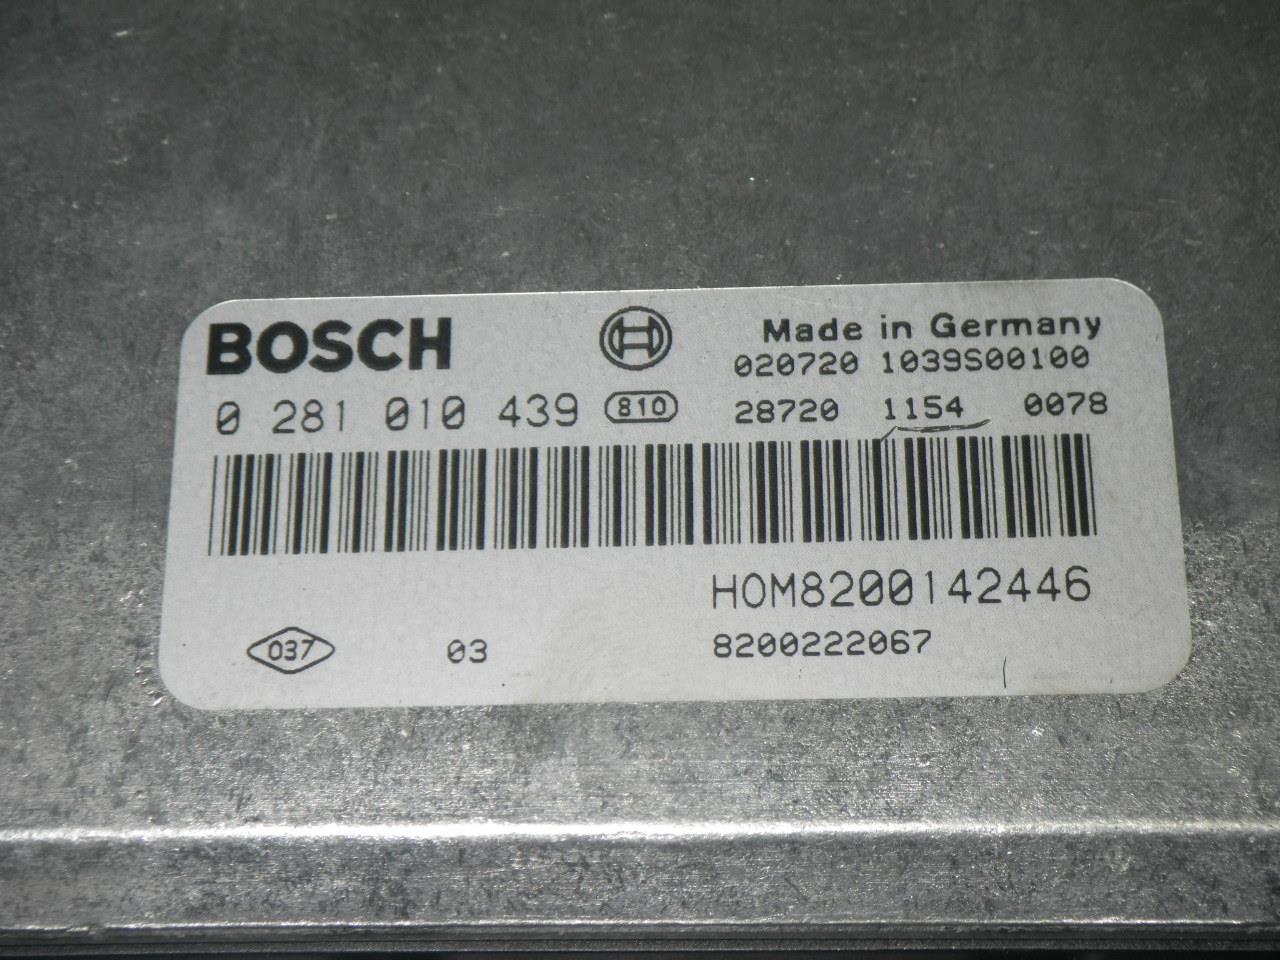 BOSCH
Made in Germany
020720 1039S00100
0 281 010 439 810
28720 1154 0078
HOM8200142446
037 03 8200222067